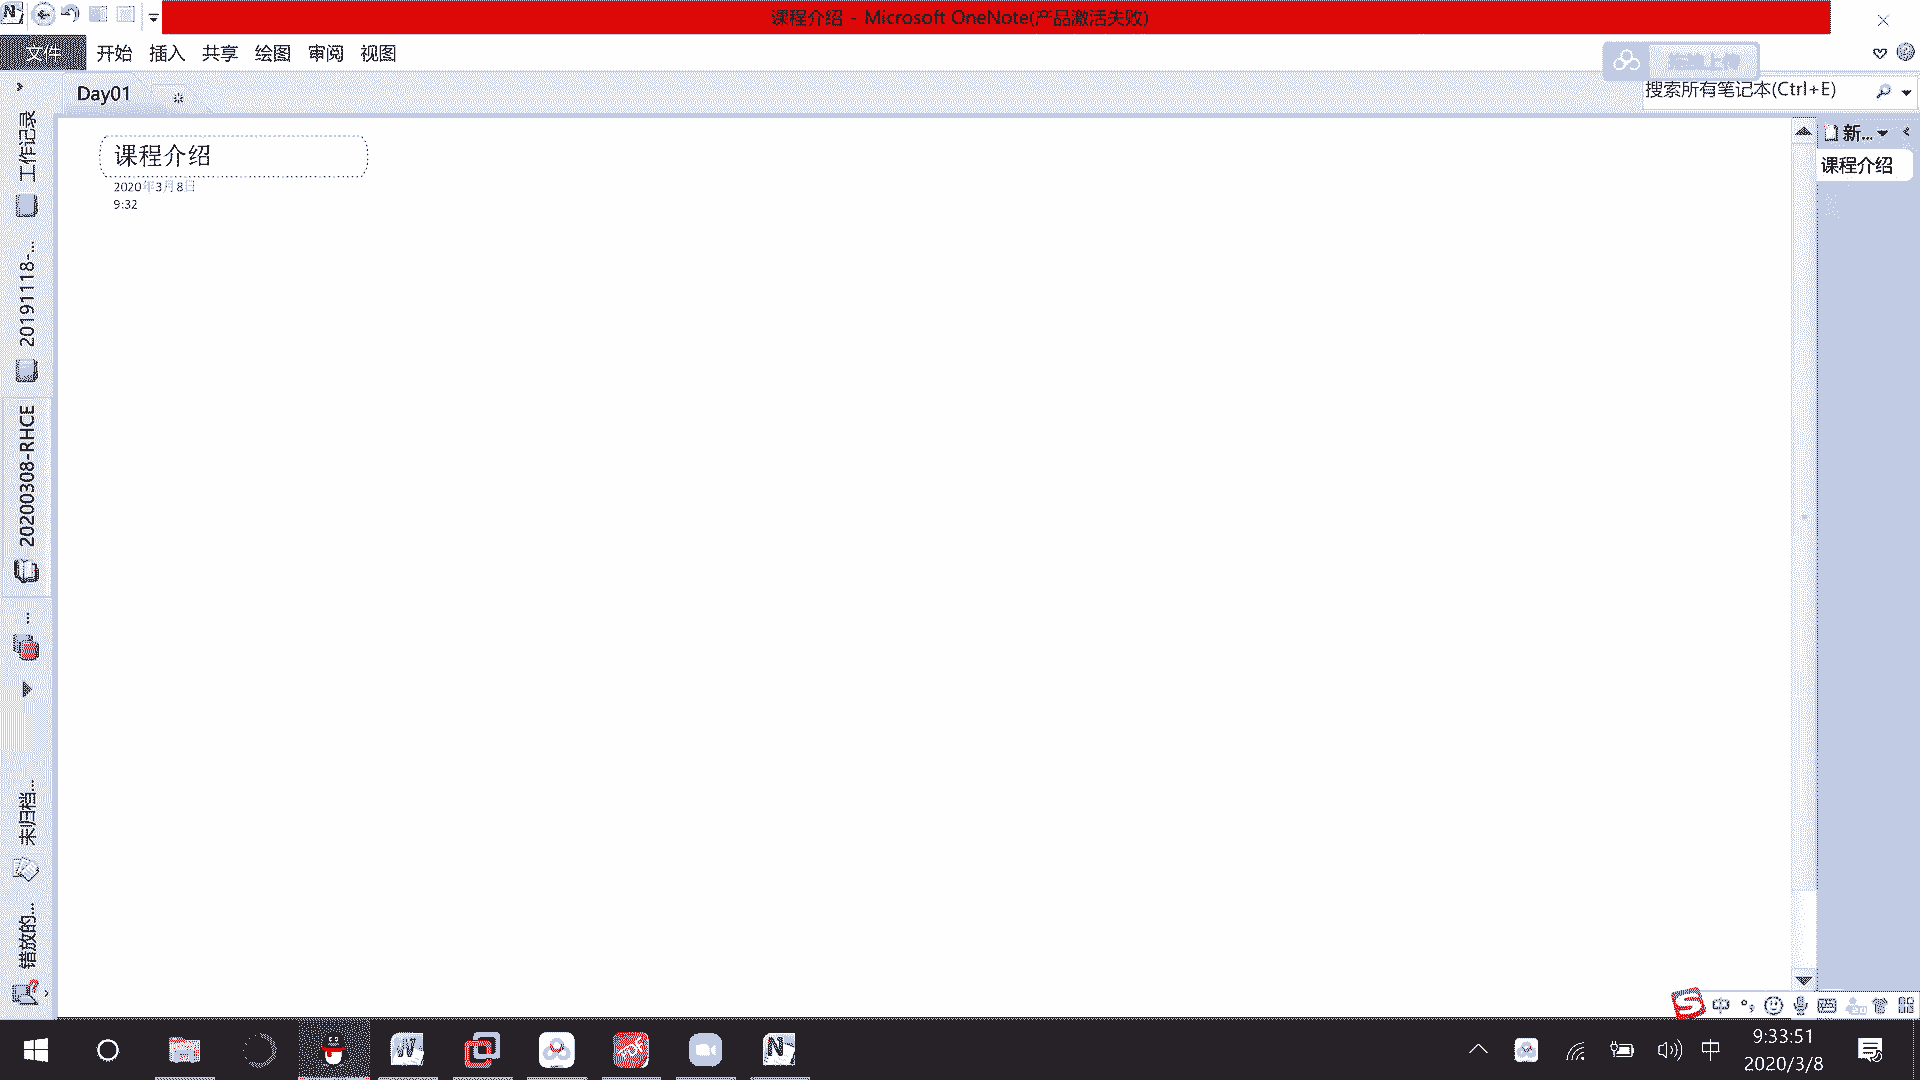 课程介绍 - Microsoft OneNote(产品激活失败)
文件 开始 插入 共享 绘图 审阅 视图
Day01
搜索所有笔记本(Ctrl+E)
工作记录
20191118-...
20200308-RHCE
...
未归档...
错放的...
课程介绍
2020年3月8日
9:32
新...
课程介绍
中
9:33:51
2020/3/8